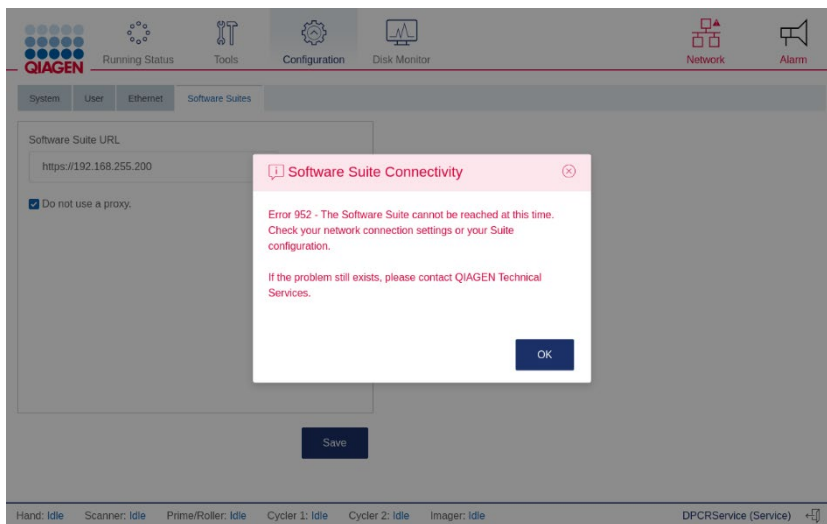 QIAGEN
Running Status
Tools
Configuration
Disk Monitor
Network
Alarm
System
User
Ethernet
Software Suites
Software Suite URL
https://192.168.255.200
Do not use a proxy.
Software Suite Connectivity
Error 952 - The Software Suite cannot be reached at this time.
Check your network connection settings or your Suite
configuration.
If the problem still exists, please contact QIAGEN Technical
Services.
OK
Save
Hand: Idle
Scanner: Idle
Prime/Roller: Idle
Cycler 1: Idle
Cycler 2: Idle
Imager: Idle
DPCRService (Service)